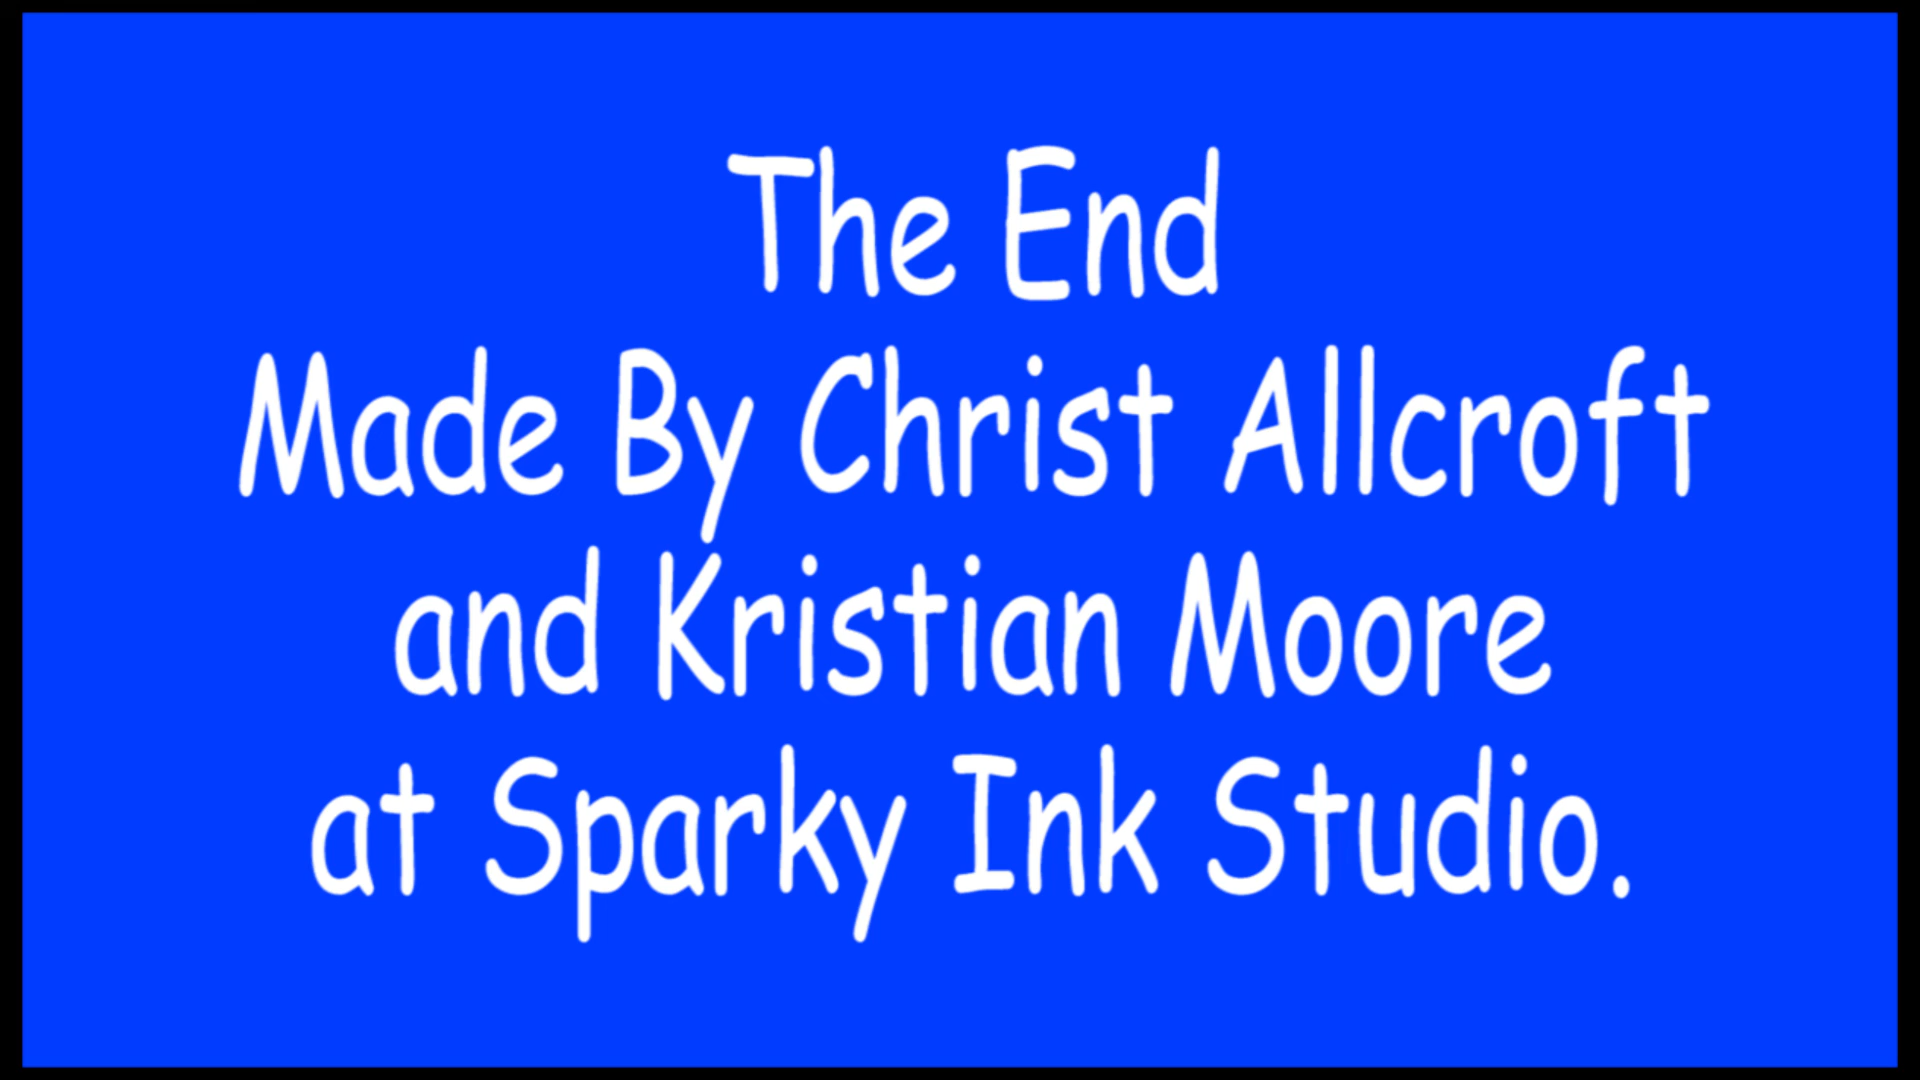 The End
Made By Christ Allcroft
and Kristian Moore
at Sparky Ink Studio.